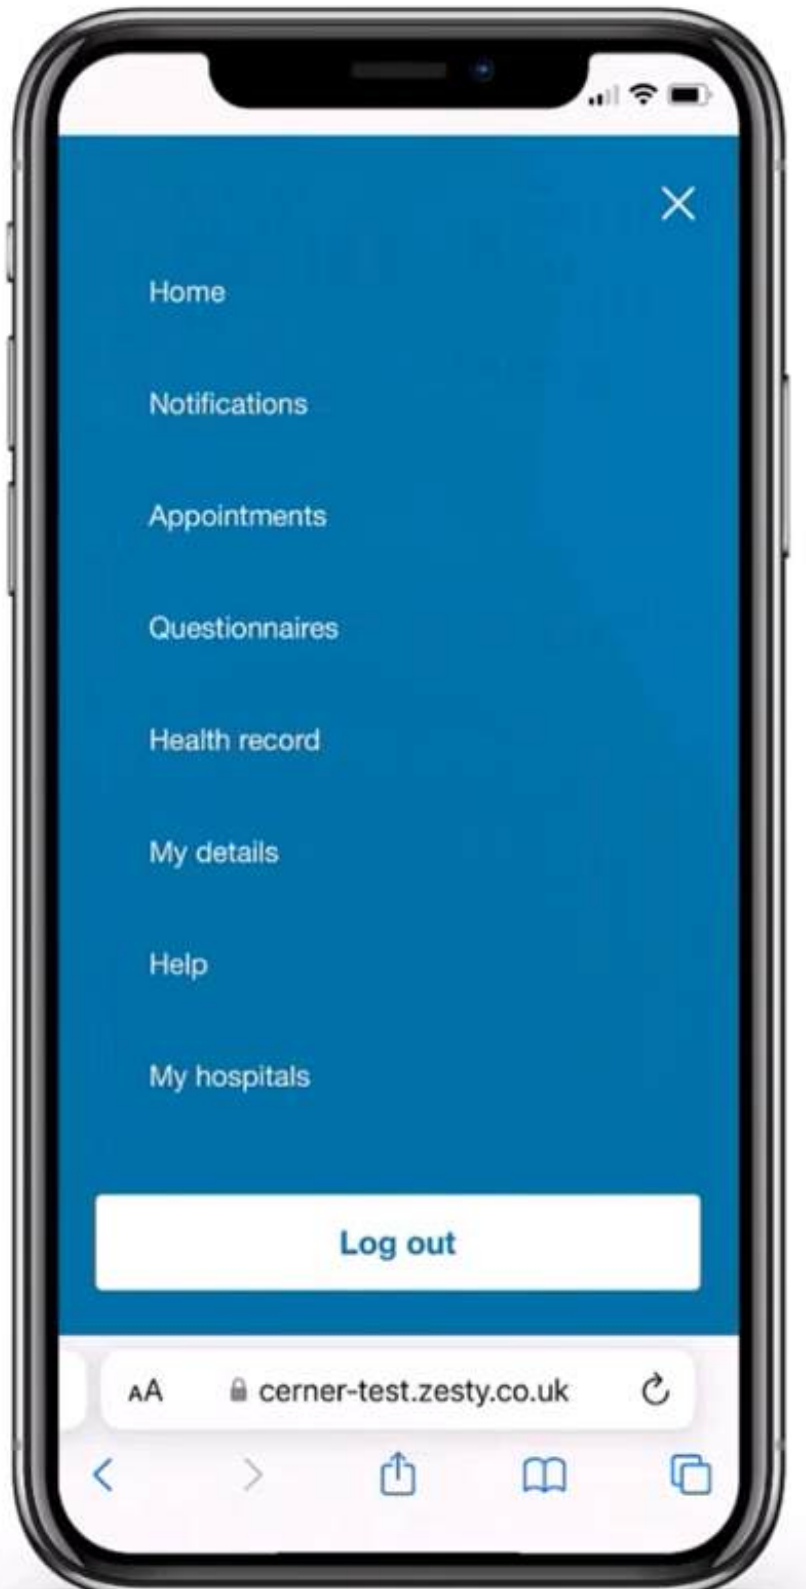 Home
Notifications
Appointments
Questionnaires
Health record
My details
Help
My hospitals
Log out
AA cerner-test.zesty.co.uk